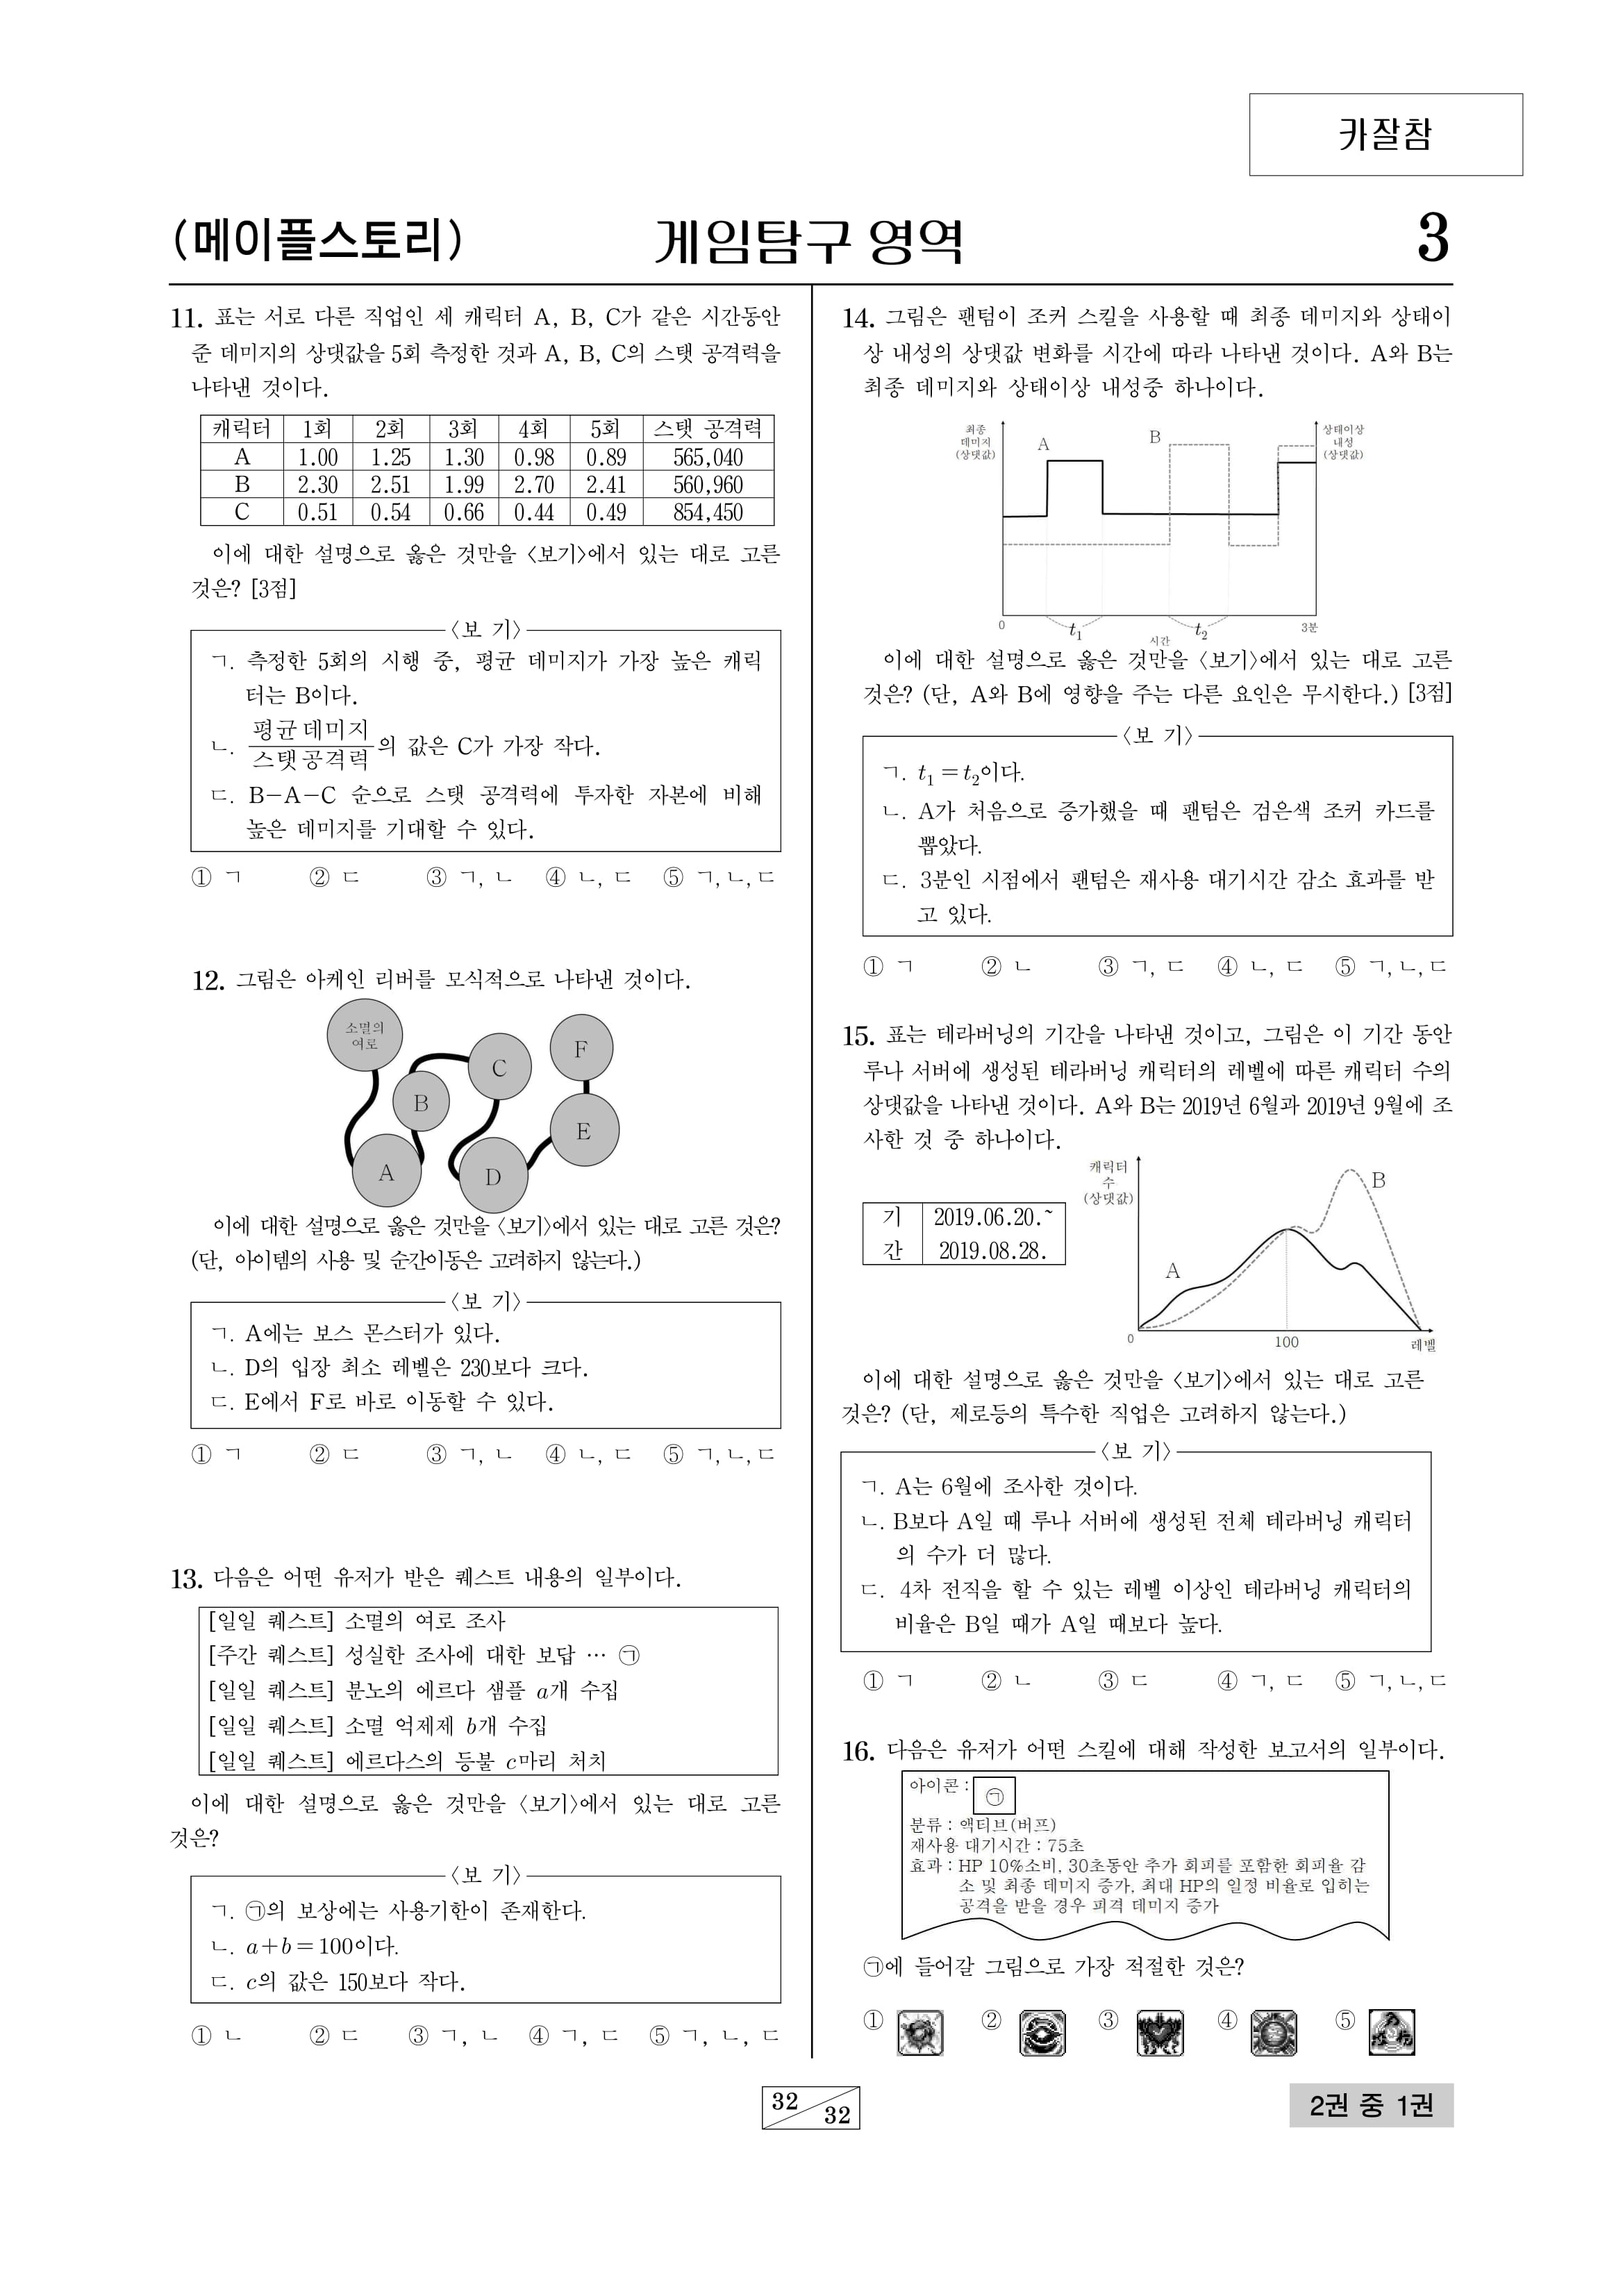 카잘참
(메이플스토리)
게임탐구 영역
3
11. 표는 서로 다른 직업인 세 캐릭터 A, B, C가 같은 시간동안
준 데미지의 상댓값을 5회 측정한 것과 A, B, C의 스탯 공격력을
나타낸 것이다.
캐릭터 1회 2회 3회 4회 5회 스탯 공격력
A 1.00 1.25 1.30 0.98 0.89 565,040
B 2.30 2.51 1.99 2.70 2.41 560,960
C 0.51 0.54 0.66 0.44 0.49 854,450
이에 대한 설명으로 옳은 것만을 <보기>에서 있는 대로 고른
것은? [3점]
<보 기>
ㄱ. 측정한 5회의 시행 중, 평균 데미지가 가장 높은 캐릭
터는 B이다.
평균 데미지
ㄴ. 스탯 공격력의 값은 C가 가장 작다.
ㄷ. B-A-C 순으로 스탯 공격력에 투자한 자본에 비해
높은 데미지를 기대할 수 있다.
① ㄱ ② ㄷ ③ ㄱ, ㄴ ④ ㄴ, ㄷ ⑤ ㄱ,ㄴ,ㄷ
12. 그림은 아케인 리버를 모식적으로 나타낸 것이다.
소멸의
여로
A
B
C
D
E
F
이에 대한 설명으로 옳은 것만을 <보기>에서 있는 대로 고른 것은?
(단, 아이템의 사용 및 순간이동은 고려하지 않는다.)
<보 기>
ㄱ. A에는 보스 몬스터가 있다.
ㄴ. D의 입장 최소 레벨은 230보다 크다.
ㄷ. E에서 F로 바로 이동할 수 있다.
① ㄱ ② ㄷ ③ ㄱ, ㄴ ④ ㄴ, ㄷ ⑤ ㄱ,ㄴ,ㄷ
13. 다음은 어떤 유저가 받은 퀘스트 내용의 일부이다.
[일일 퀘스트] 소멸의 여로 조사
[주간 퀘스트] 성실한 조사에 대한 보답 … ㉠
[일일 퀘스트] 분노의 에르다 샘플 a개 수집
[일일 퀘스트] 소멸 억제제 b개 수집
[일일 퀘스트] 에르다스의 등불 c마리 처치
이에 대한 설명으로 옳은 것만을 <보기>에서 있는 대로 고른
것은?
<보 기>
ㄱ. ㉠의 보상에는 사용기한이 존재한다.
ㄴ. a+b=100이다.
ㄷ. c의 값은 150보다 작다.
① ㄴ ② ㄷ ③ ㄱ, ㄴ ④ ㄱ, ㄷ ⑤ ㄱ, ㄴ, ㄷ
14. 그림은 팬텀이 조커 스킬을 사용할 때 최종 데미지와 상태이
상 내성의 상댓값 변화를 시간에 따라 나타낸 것이다. A와 B는
최종 데미지와 상태이상 내성중 하나이다.
최종
데미지
(상댓값)
A
B
상태이상
내성
(상댓값)
0 t1 시간 t2 3분
이에 대한 설명으로 옳은 것만을 <보기>에서 있는 대로 고른
것은? (단, A와 B에 영향을 주는 다른 요인은 무시한다.) [3점]
<보 기>
ㄱ. t1=t2이다.
ㄴ. A가 처음으로 증가했을 때 팬텀은 검은색 조커 카드를
뽑았다.
ㄷ. 3분인 시점에서 팬텀은 재사용 대기시간 감소 효과를 받
고 있다.
① ㄱ ② ㄴ ③ ㄱ, ㄷ ④ ㄴ, ㄷ ⑤ ㄱ,ㄴ,ㄷ
15. 표는 테라버닝의 기간을 나타낸 것이고, 그림은 이 기간 동안
루나 서버에 생성된 테라버닝 캐릭터의 레벨에 따른 캐릭터 수의
상댓값을 나타낸 것이다. A와 B는 2019년 6월과 2019년 9월에 조
사한 것 중 하나이다.
기 2019.06.20.~
간 2019.08.28.
캐릭터
수
(상댓값)
A
B
0 100 레벨
이에 대한 설명으로 옳은 것만을 <보기>에서 있는 대로 고른
것은? (단, 제로등의 특수한 직업은 고려하지 않는다.)
<보 기>
ㄱ. A는 6월에 조사한 것이다.
ㄴ. B보다 A일 때 루나 서버에 생성된 전체 테라버닝 캐릭터
의 수가 더 많다.
ㄷ. 4차 전직을 할 수 있는 레벨 이상인 테라버닝 캐릭터의
비율은 B일 때가 A일 때보다 높다.
① ㄱ ② ㄴ ③ ㄷ ④ ㄱ, ㄷ ⑤ ㄱ,ㄴ,ㄷ
16. 다음은 유저가 어떤 스킬에 대해 작성한 보고서의 일부이다.
아이콘 : ㉠
분류 : 액티브(버프)
재사용 대기시간 : 75초
효과 : HP 10%소비, 30초동안 추가 회피를 포함한 회피율 감
소 및 최종 데미지 증가, 최대 HP의 일정 비율로 입히는
공격을 받을 경우 피격 데미지 증가
㉠에 들어갈 그림으로 가장 적절한 것은?
① ② ③ ④ ⑤
32 32
2권 중 1권